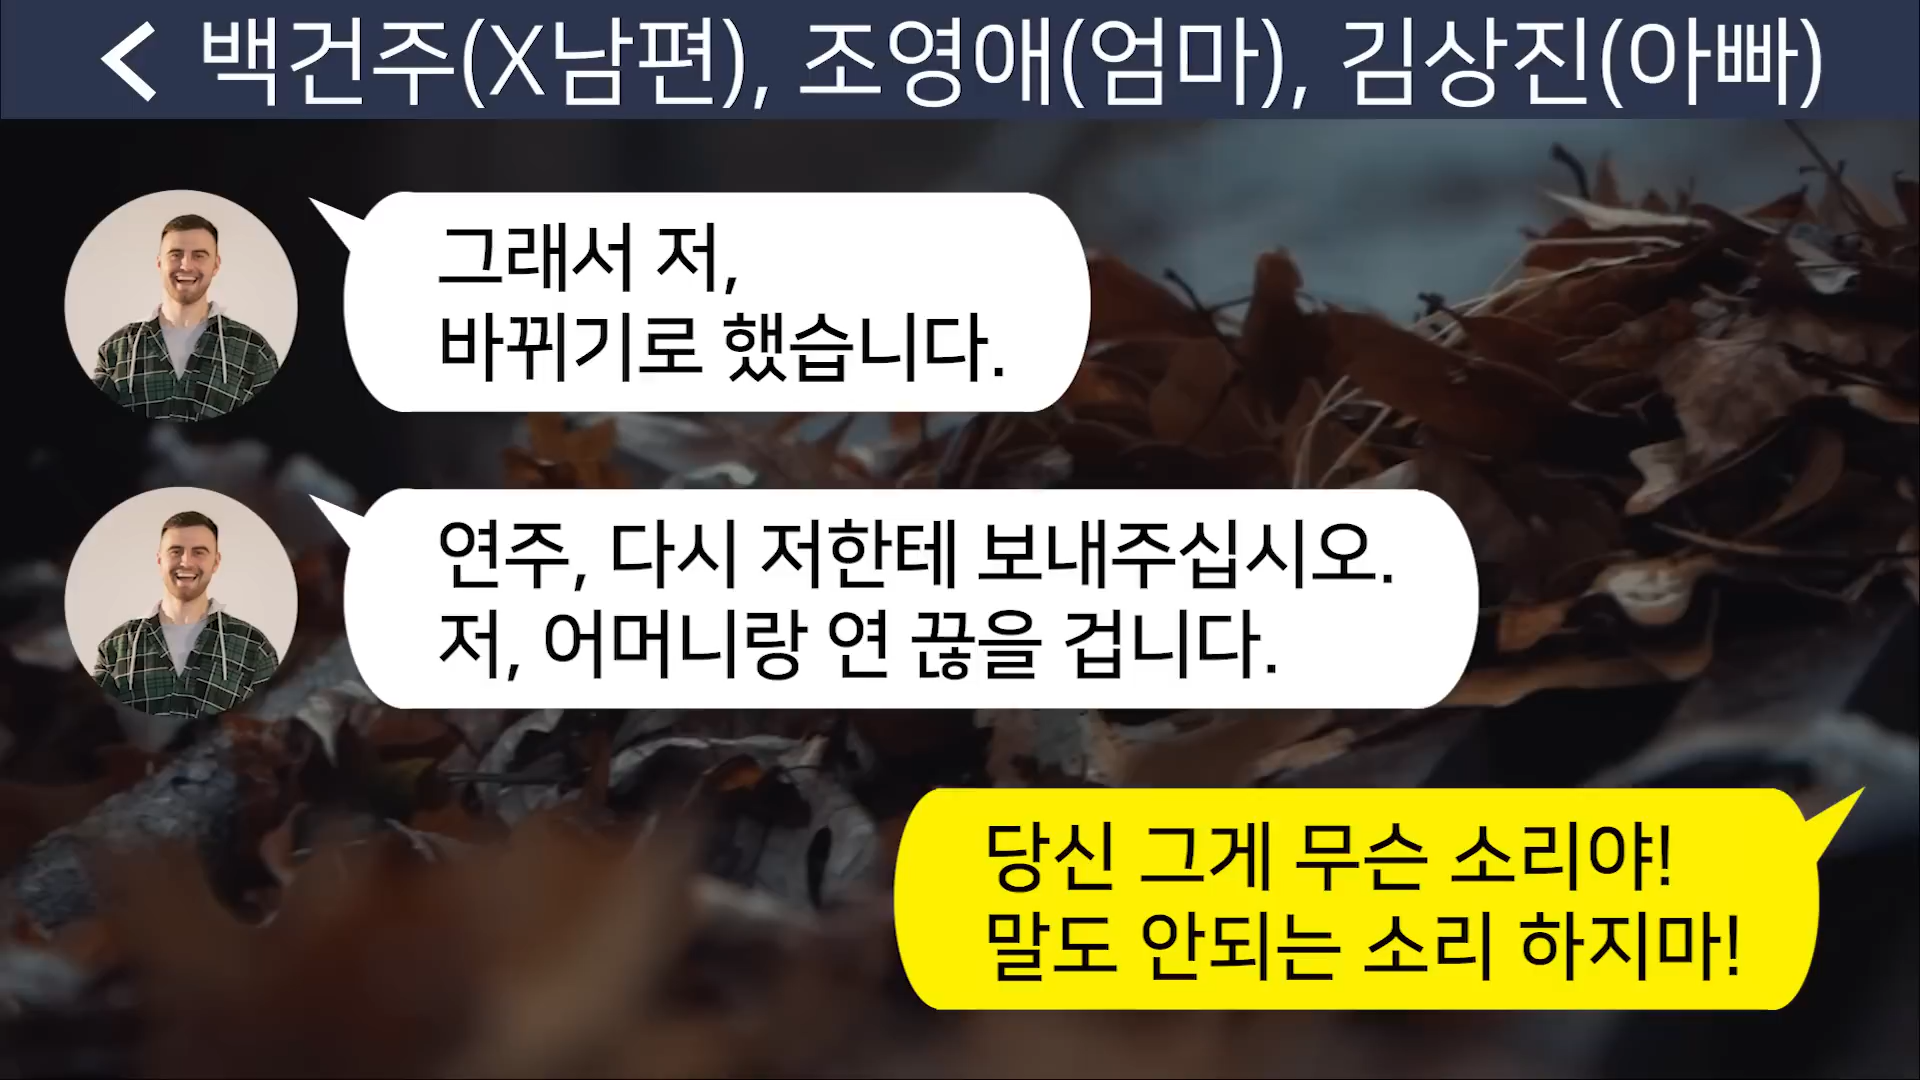 백건주(X남편), 조영애(엄마), 김상진(아빠)
그래서 저,
바뀌기로 했습니다.
연주, 다시 저한테 보내주십시오.
저, 어머니랑 연 끊을 겁니다.
당신 그게 무슨 소리야!
말도 안되는 소리 하지마!